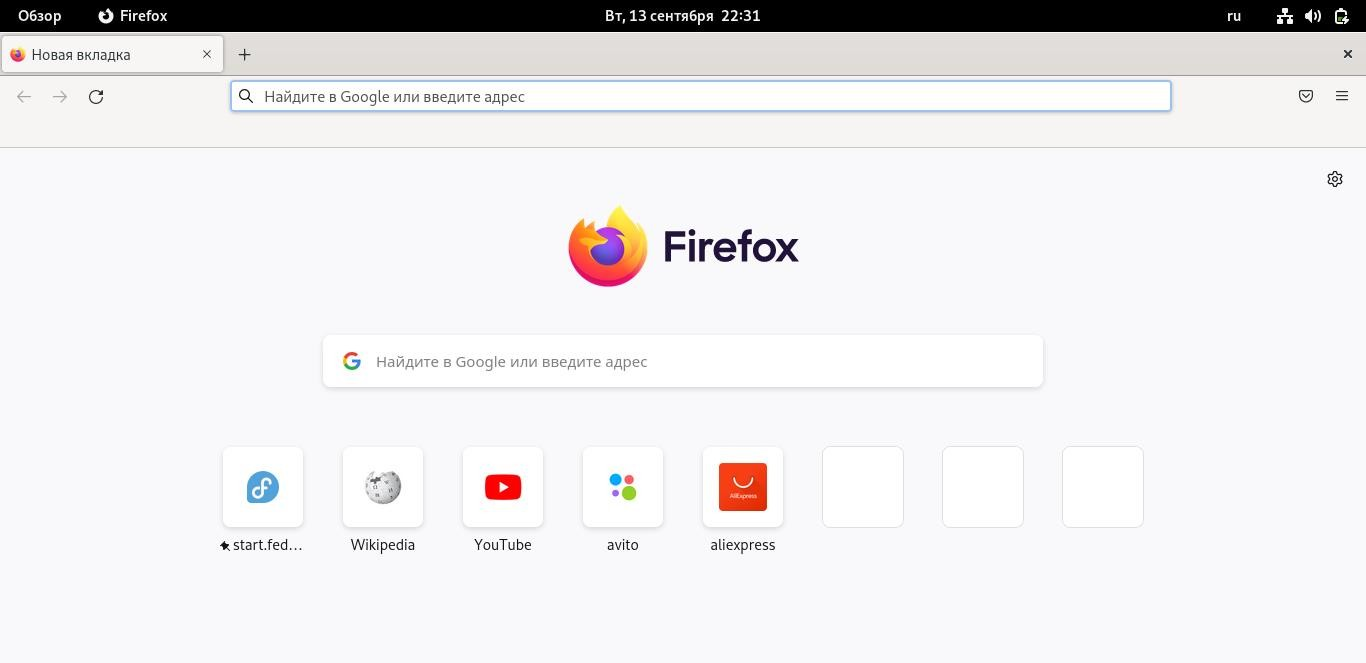 Обзор Firefox Вт, 13 сентября 22:31 ru
Новая вкладка
Найдите в Google или введите адрес
Firefox
Найдите в Google или введите адрес
AliExpress
start.fed… Wikipedia YouTube avito aliexpress